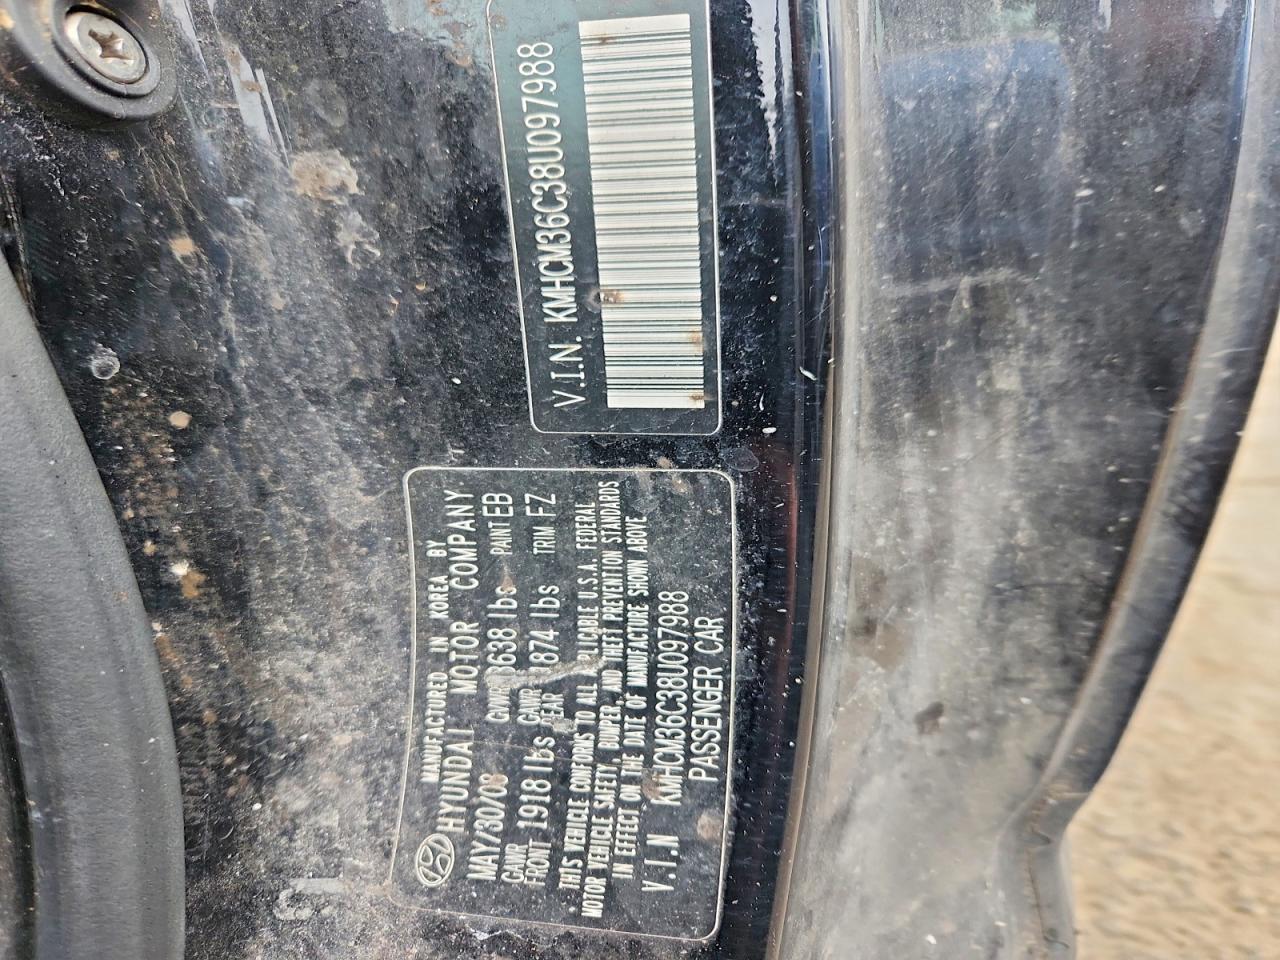 V.I.N. KMHCM36C38U097988
MANUFACTURED IN KOREA BY
HYUNDAI MOTOR COMPANY
MAY/30/08 GVWR 3638 lbs PAINT EB
GAWR FRONT 1918 lbs GAWR REAR 1874 lbs TRIM FZ
THIS VEHICLE CONFORMS TO ALL APPLICABLE U.S.A. FEDERAL
MOTOR VEHICLE SAFETY, BUMPER, AND THEFT PREVENTION STANDARDS
IN EFFECT ON THE DATE OF MANUFACTURE SHOWN ABOVE
V.I.N KMHCM36C38U097988
PASSENGER CAR